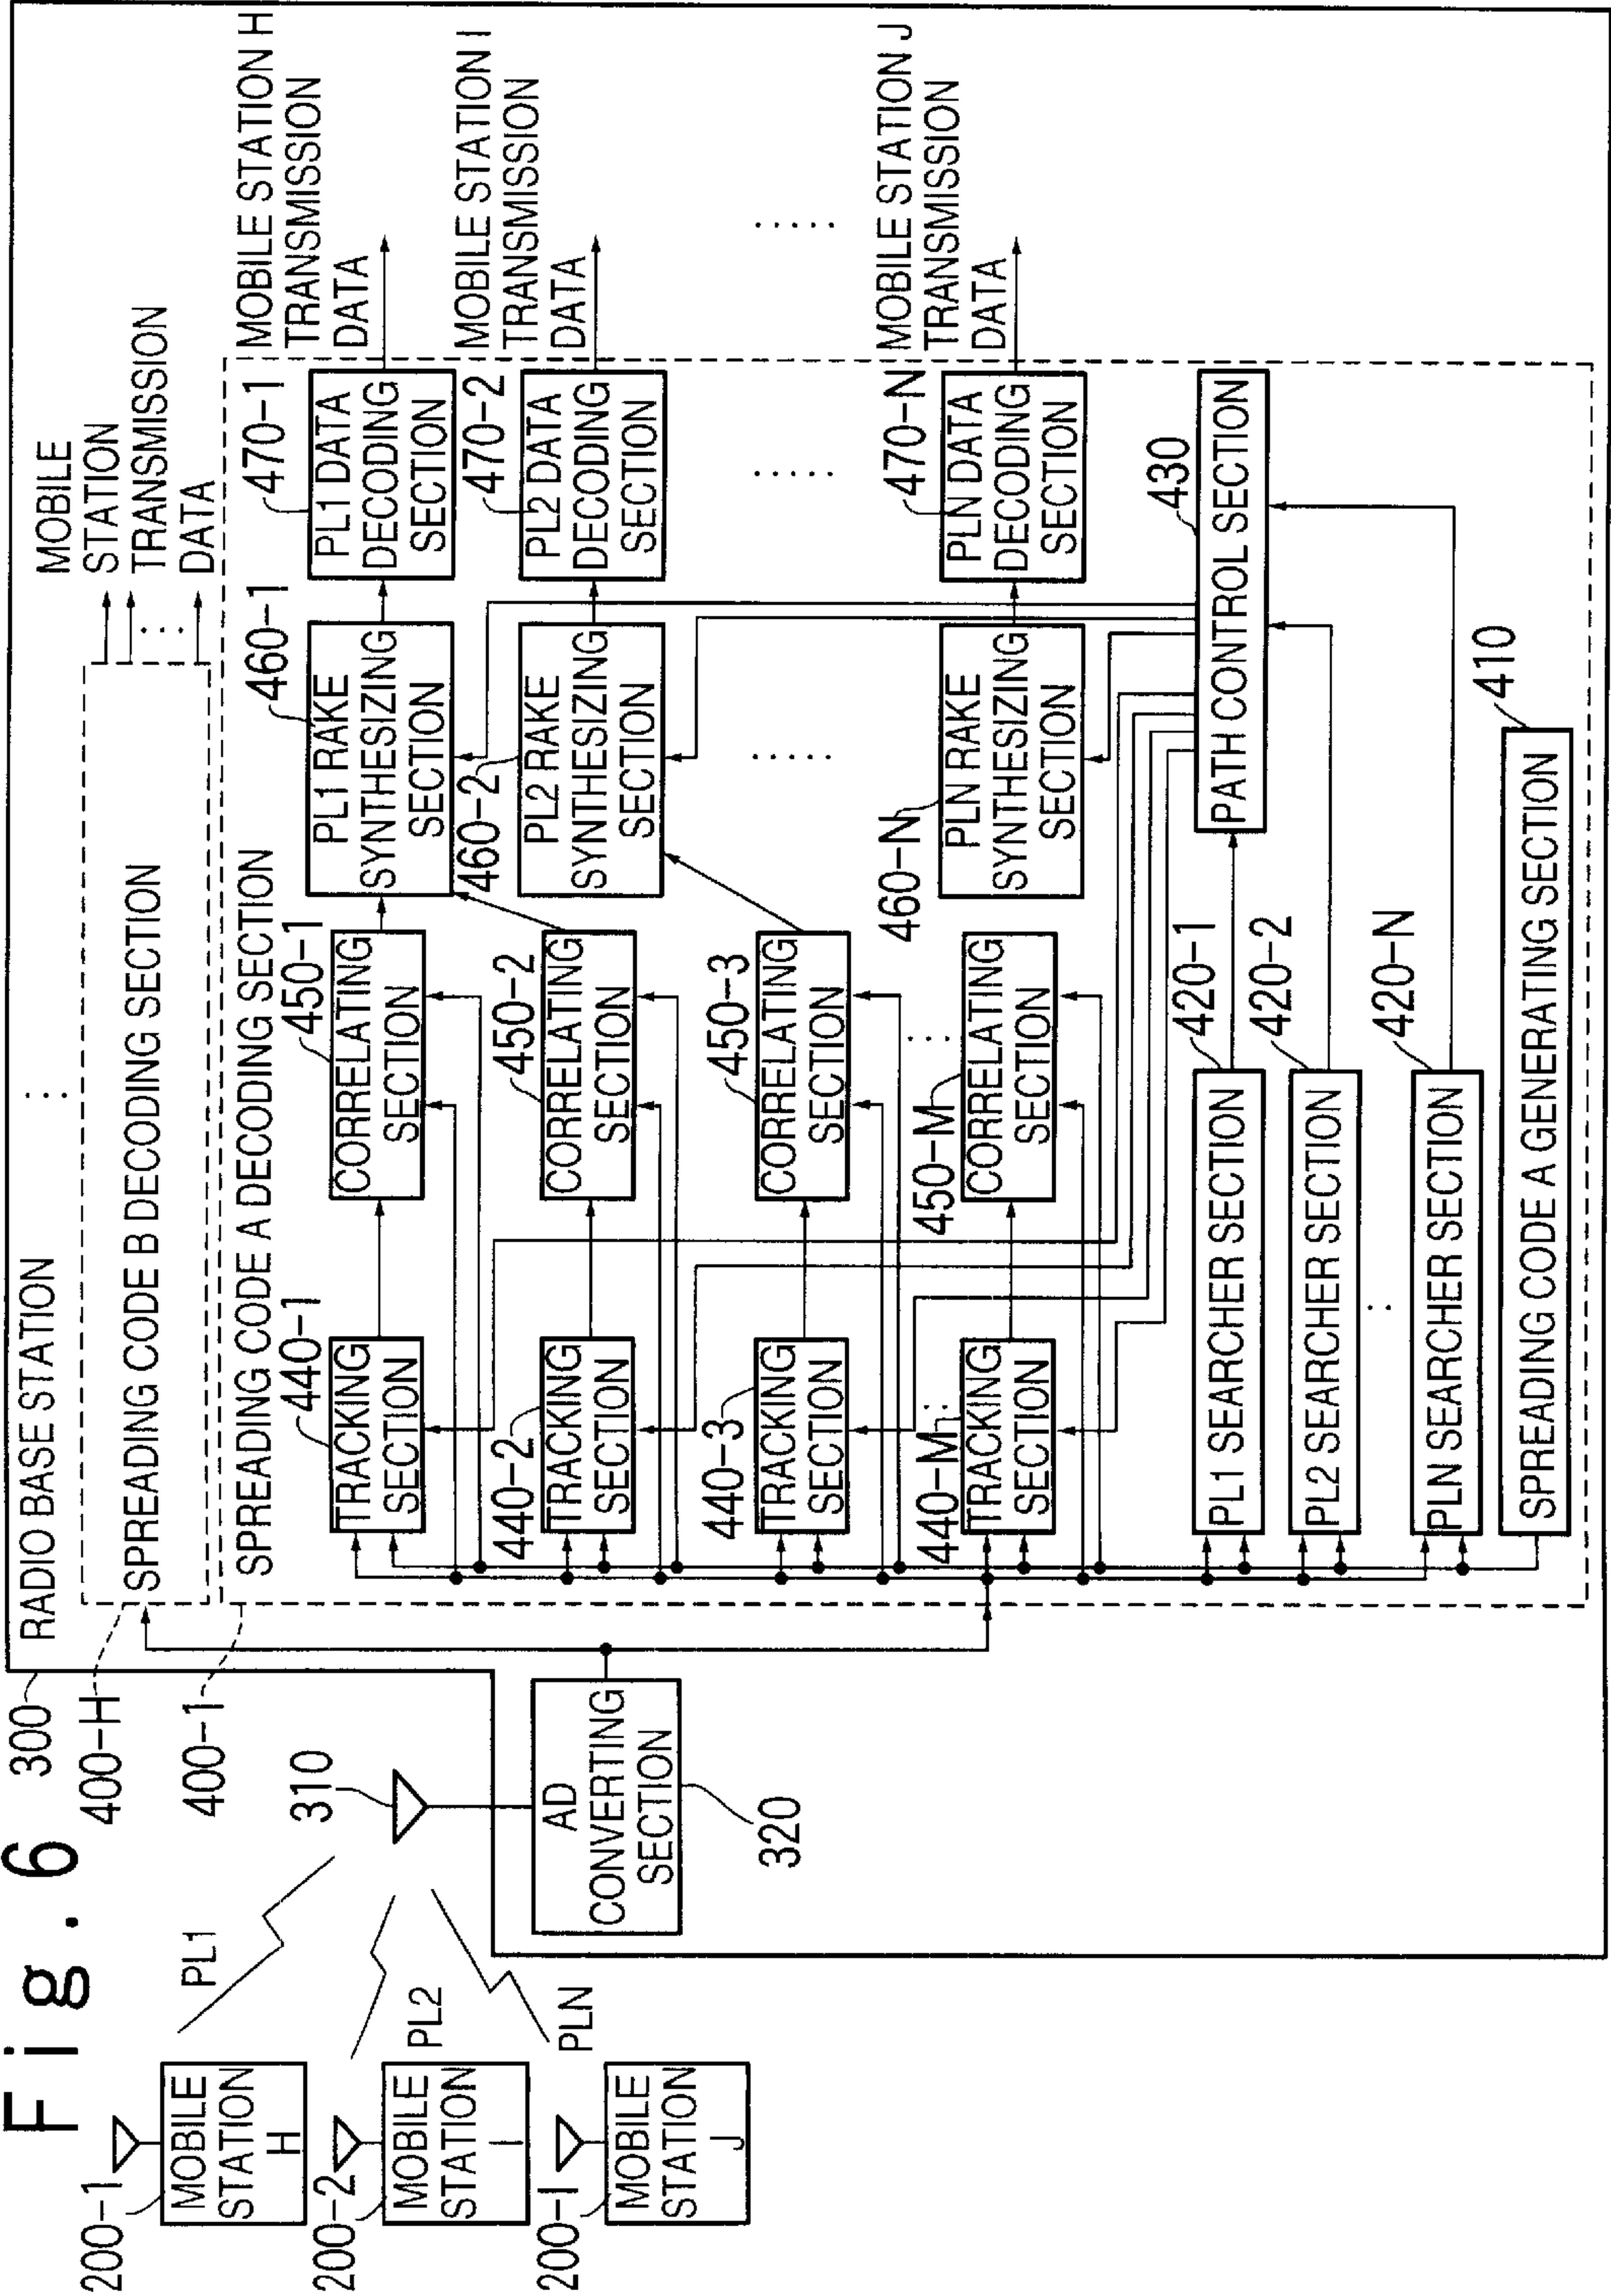 Fig. 6
200-1
MOBILE
STATION
H
200-2
MOBILE
STATION
I
200-I
MOBILE
STATION
J
PL1
PL2
PLN
310
AD
CONVERTING
SECTION
320
300
RADIO BASE STATION
400-H
SPREADING CODE B DECODING SECTION
MOBILE
STATION
TRANSMISSION
DATA
400-1
SPREADING CODE A DECODING SECTION
440-1
TRACKING
SECTION
450-1
CORRELATING
SECTION
460-1
PL1 RAKE
SYNTHESIZING
SECTION
470-1
PL1 DATA
DECODING
SECTION
MOBILE STATION H
TRANSMISSION
DATA
440-2
TRACKING
SECTION
450-2
CORRELATING
SECTION
460-2
PL2 RAKE
SYNTHESIZING
SECTION
470-2
PL2 DATA
DECODING
SECTION
MOBILE STATION I
TRANSMISSION
DATA
440-3
TRACKING
SECTION
450-3
CORRELATING
SECTION
440-M
TRACKING
SECTION
450-M
CORRELATING
SECTION
460-N
PLN RAKE
SYNTHESIZING
SECTION
470-N
PLN DATA
DECODING
SECTION
MOBILE STATION J
TRANSMISSION
DATA
PL1 SEARCHER SECTION
420-1
PATH CONTROL SECTION
430
PL2 SEARCHER SECTION
420-2
PLN SEARCHER SECTION
420-N
SPREADING CODE A GENERATING SECTION
410